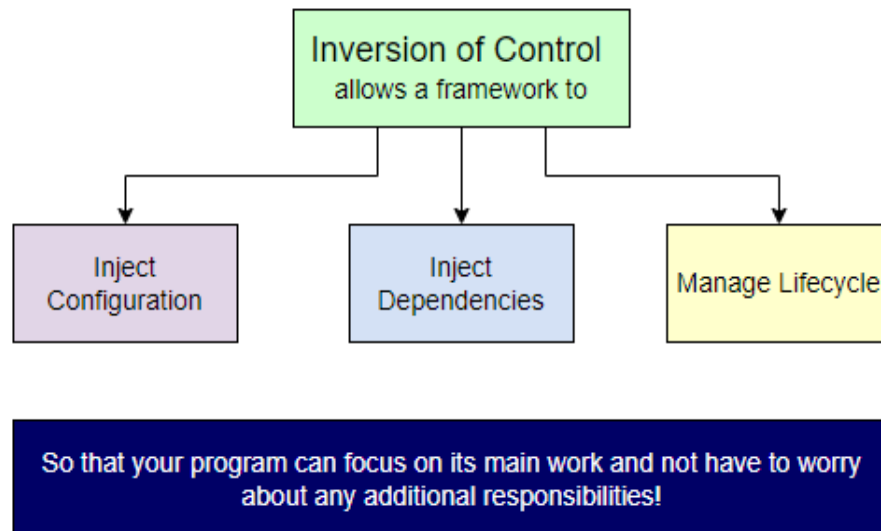 Inversion of Control
allows a framework to
Inject
Configuration
Inject
Dependencies
Manage Lifecycle
So that your program can focus on its main work and not have to worry
about any additional responsibilities!